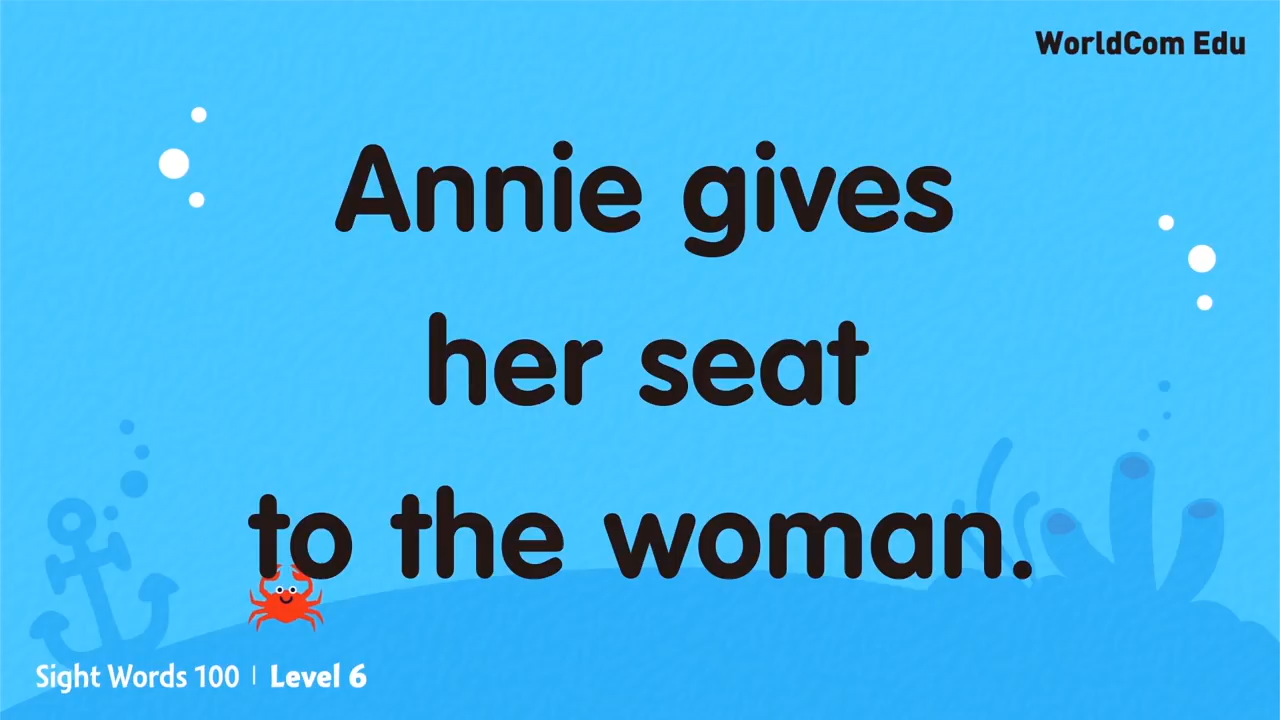 WorldCom Edu
Annie gives
her seat
to the woman.
Sight Words 100 | Level 6